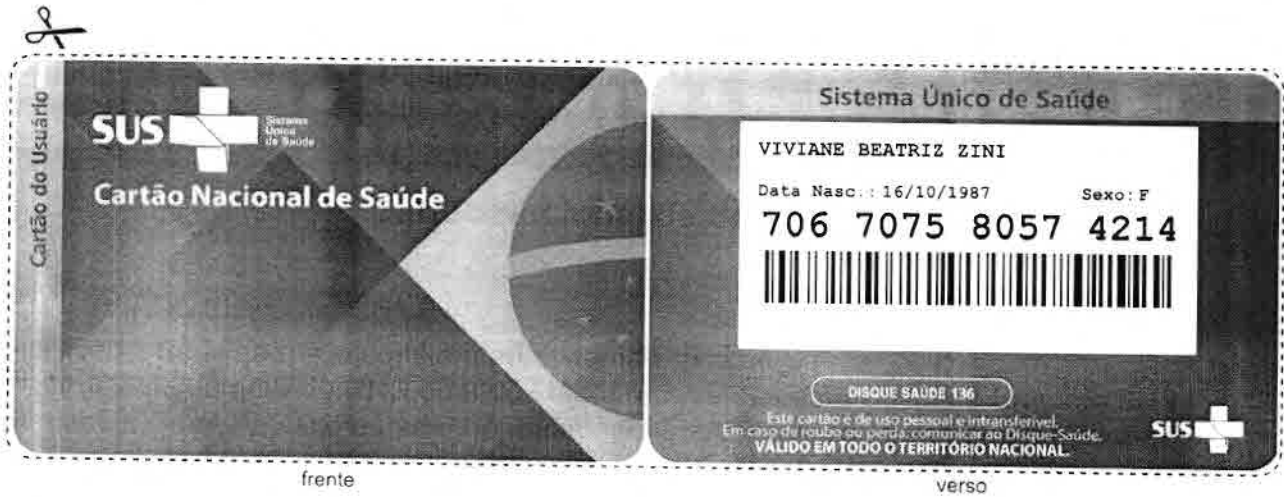 Cartão do Usuário
SUS
Sistema
Único
de Saúde
Cartão Nacional de Saúde
frente
Sistema Único de Saúde
VIVIANE BEATRIZ ZINI
Data Nasc.: 16/10/1987 Sexo: F
706 7075 8057 4214
DISQUE SAÚDE 136
Este cartão é de uso pessoal e intransferível.
Em caso de roubo ou perda, comunicar ao Disque-Saúde.
VÁLIDO EM TODO O TERRITÓRIO NACIONAL.
SUS
verso